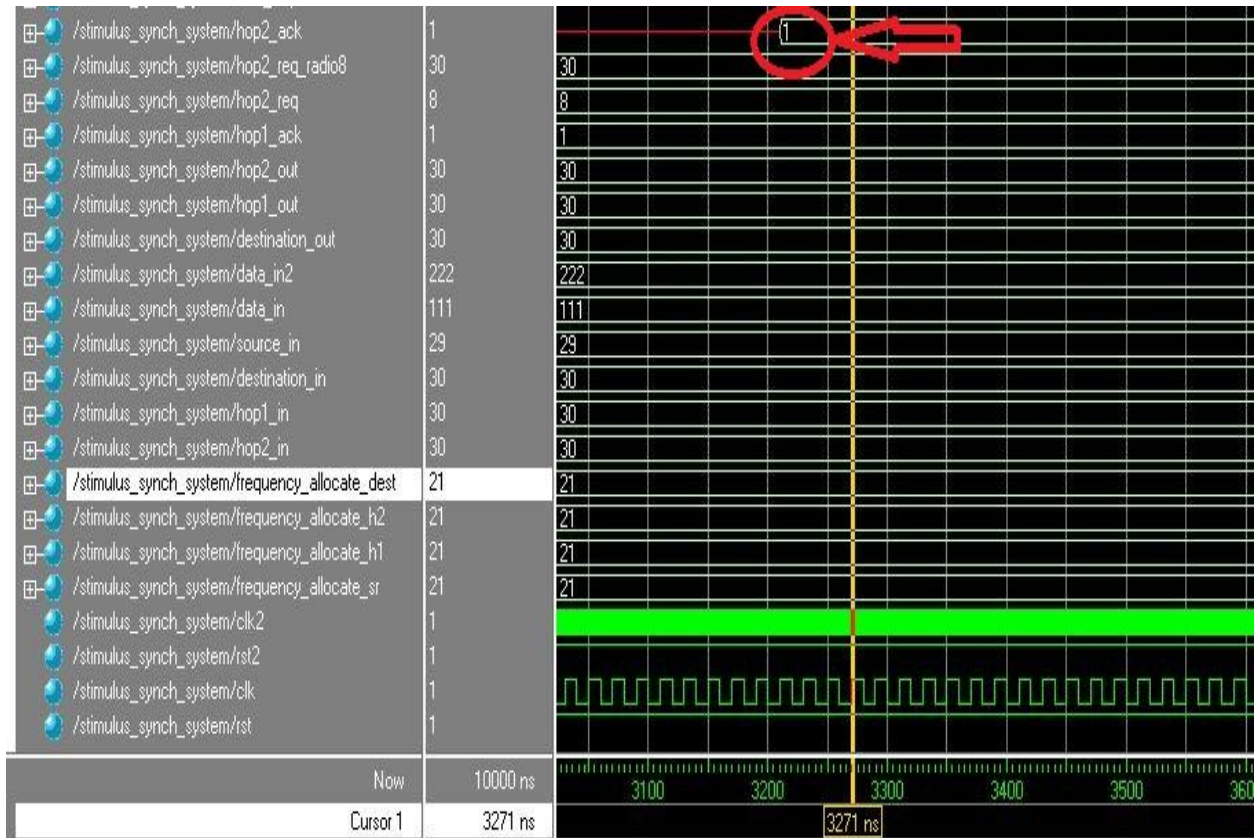 /stimulus_synch_system/hop2_ack 1 1
/stimulus_synch_system/hop2_req_radio8 30 30
/stimulus_synch_system/hop2_req 8 8
/stimulus_synch_system/hop1_ack 1 1
/stimulus_synch_system/hop2_out 30 30
/stimulus_synch_system/hop1_out 30 30
/stimulus_synch_system/destination_out 30 30
/stimulus_synch_system/data_in2 222 222
/stimulus_synch_system/data_in 111 111
/stimulus_synch_system/source_in 29 29
/stimulus_synch_system/destination_in 30 30
/stimulus_synch_system/hop1_in 30 30
/stimulus_synch_system/hop2_in 30 30
/stimulus_synch_system/frequency_allocate_dest 21 21
/stimulus_synch_system/frequency_allocate_h2 21 21
/stimulus_synch_system/frequency_allocate_h1 21 21
/stimulus_synch_system/frequency_allocate_sr 21 21
/stimulus_synch_system/clk2 1
/stimulus_synch_system/rst2 1
/stimulus_synch_system/clk 1
/stimulus_synch_system/rst 1
Now 10000 ns 3100 3200 3300 3400 3500
Cursor 1 3271 ns 3271 ns